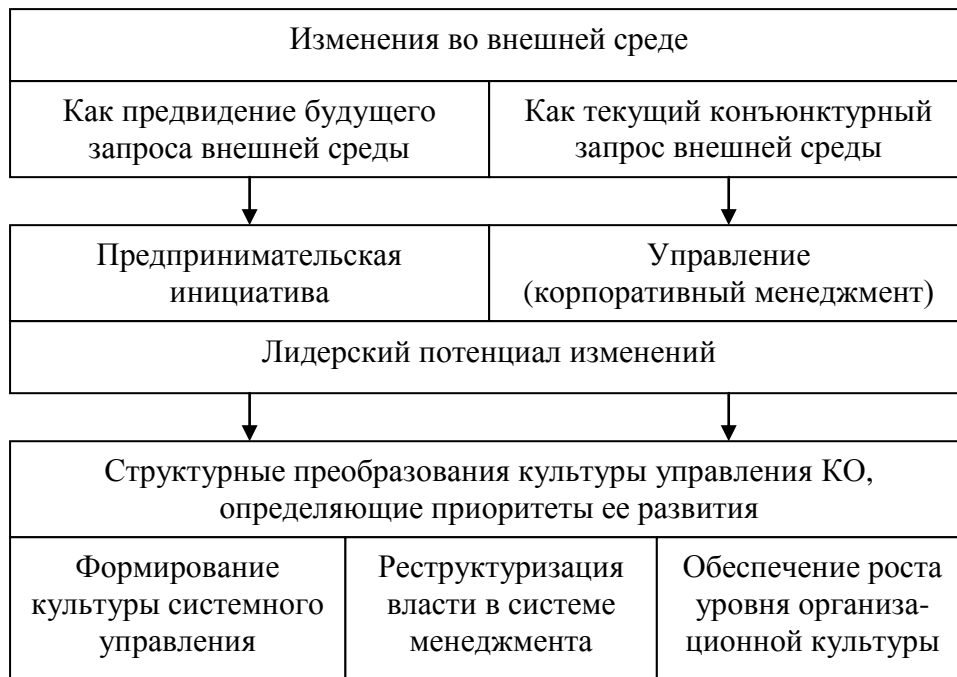 Изменения во внешней среде
Как предвидение будущего
запроса внешней среды
Как текущий конъюнктурный
запрос внешней среды
Предпринимательская
инициатива
Управление
(корпоративный менеджмент)
Лидерский потенциал изменений
Структурные преобразования культуры управления КО,
определяющие приоритеты ее развития
Формирование
культуры системного
управления
Реструктуризация
власти в системе
менеджмента
Обеспечение роста
уровня организа-
ционной культуры